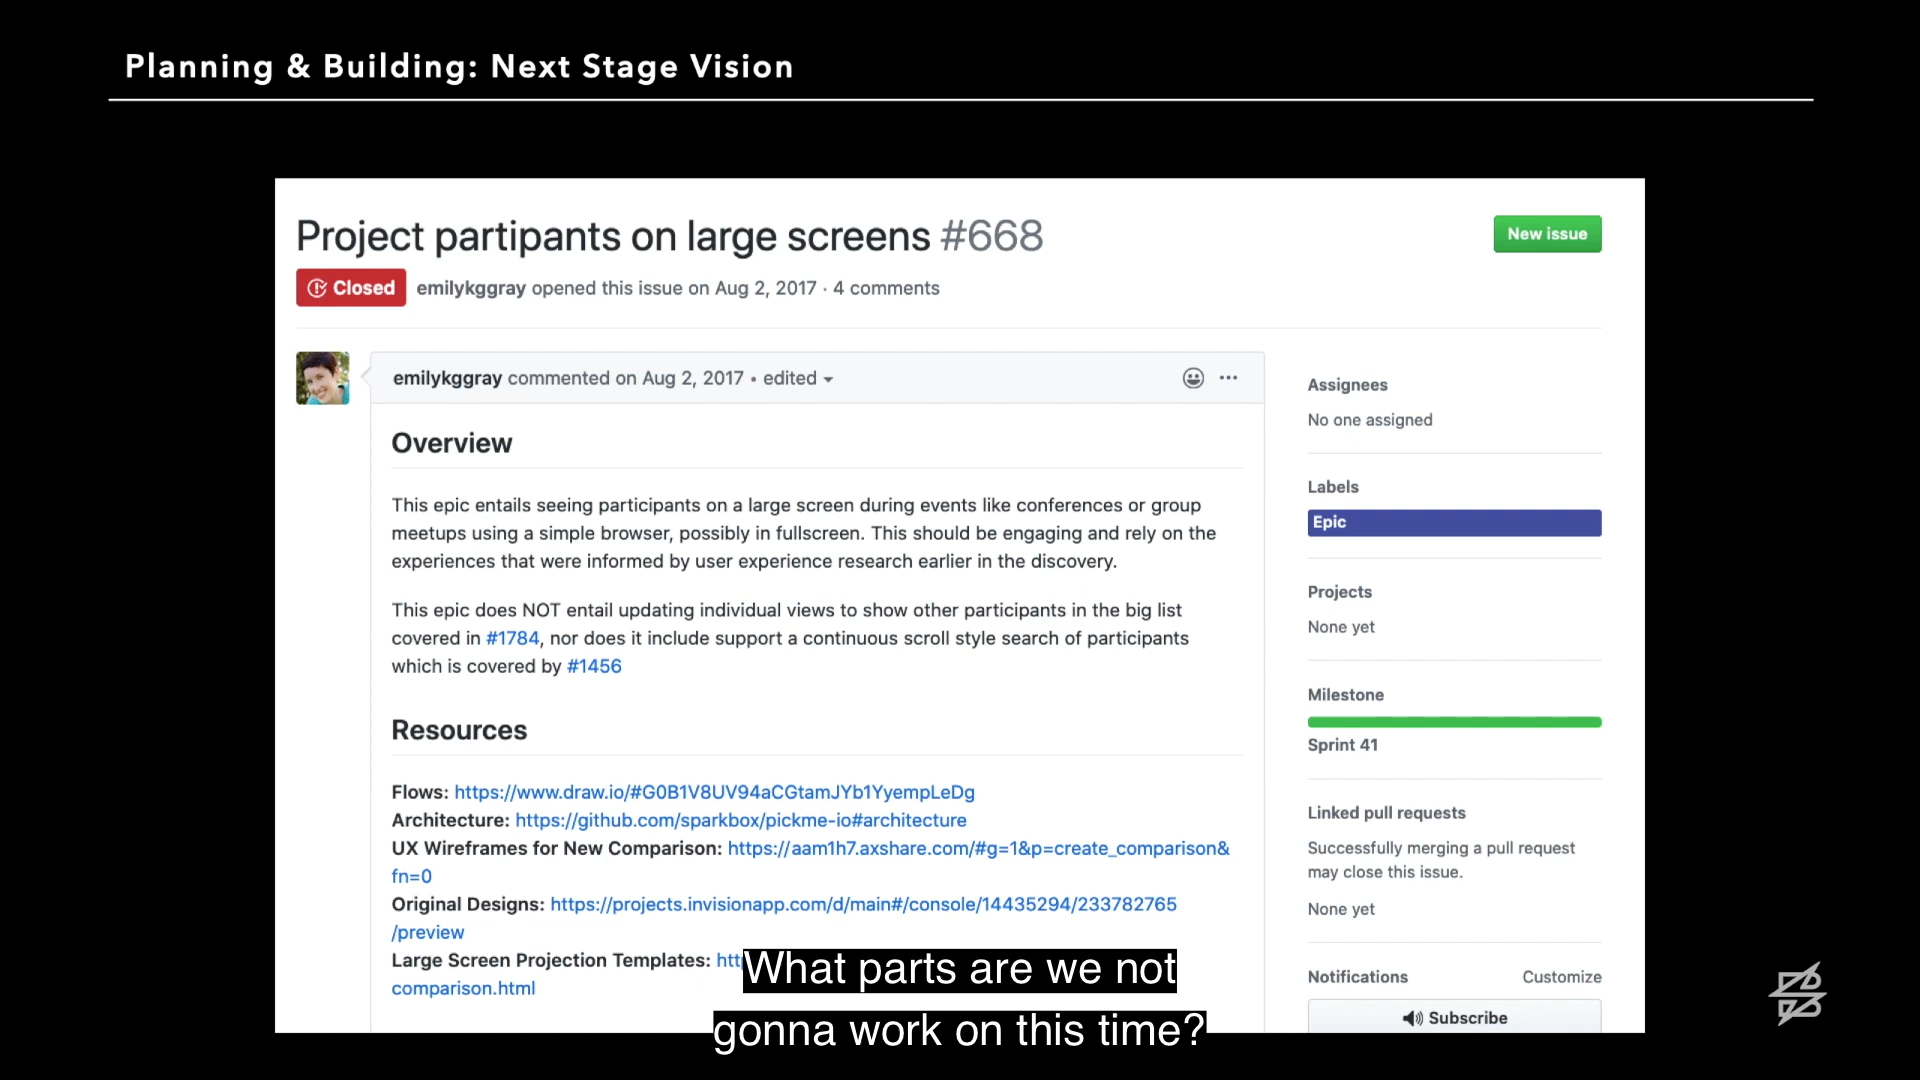 Planning & Building: Next Stage Vision
Project partipants on large screens #668
New issue
Closed
emilykggray opened this issue on Aug 2, 2017 · 4 comments
emilykggray commented on Aug 2, 2017 • edited
Overview
This epic entails seeing participants on a large screen during events like conferences or group
meetups using a simple browser, possibly in fullscreen. This should be engaging and rely on the
experiences that were informed by user experience research earlier in the discovery.
This epic does NOT entail updating individual views to show other participants in the big list
covered in #1784, nor does it include support a continuous scroll style search of participants
which is covered by #1456
Resources
Flows: https://www.draw.io/#G0B1V8UV94aCGtamJYb1YyempLeDg
Architecture: https://github.com/sparkbox/pickme-io#architecture
UX Wireframes for New Comparison: https://aam1h7.axshare.com/#g=1&p=create_comparison&
fn=0
Original Designs: https://projects.invisionapp.com/d/main#/console/14435294/233782765
/preview
Large Screen Projection Templates:
comparison.html
Assignees
No one assigned
Labels
Epic
Projects
None yet
Milestone
Sprint 41
Linked pull requests
Successfully merging a pull request
may close this issue.
None yet
Notifications
Customize
Subscribe
What parts are we not
gonna work on this time?